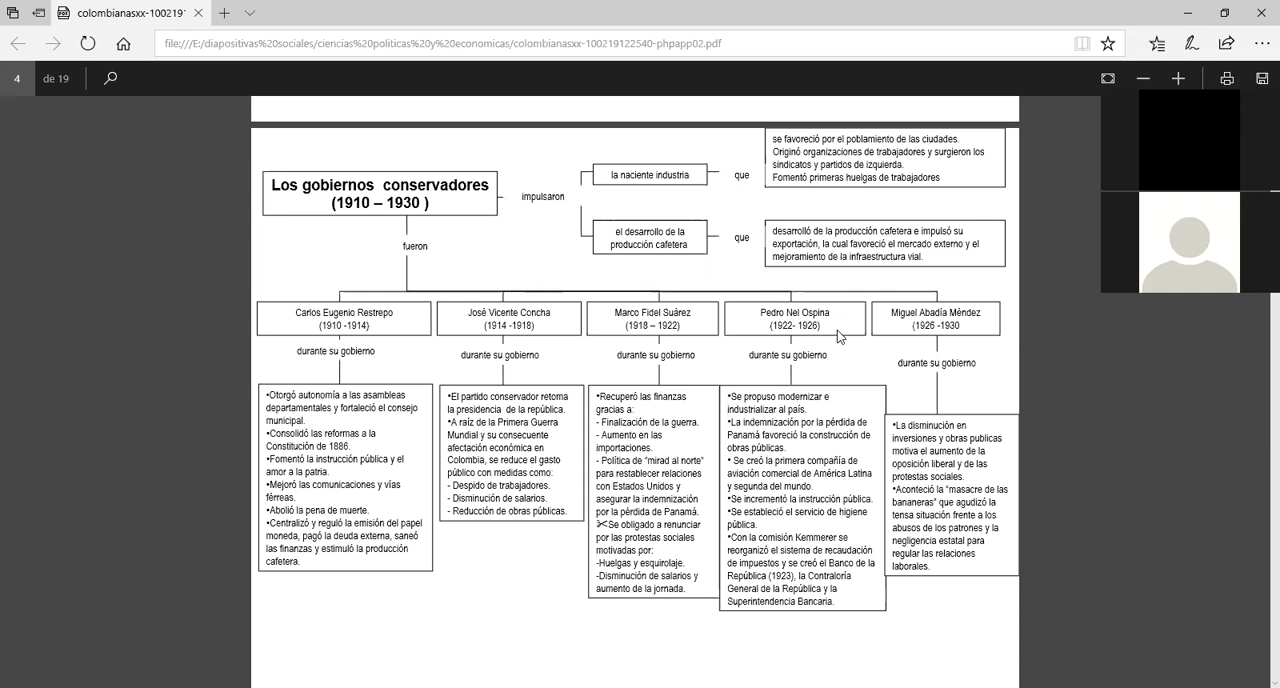 colombianasxx-100219
file:///E:/diapositivas%20sociales/ciencias%20politicas%20y%20economicas/colombianasxx-100219122540-phpapp02.pdf
4 de 19
Los gobiernos conservadores
(1910 – 1930 )
impulsaron
la naciente industria
que
se favoreció por el poblamiento de las ciudades.
Originó organizaciones de trabajadores y surgieron los
sindicatos y partidos de izquierda.
Fomentó primeras huelgas de trabajadores
el desarrollo de la
producción cafetera
que
desarrolló de la producción cafetera e impulsó su
exportación, la cual favoreció el mercado externo y el
mejoramiento de la infraestructura vial.
fueron
Carlos Eugenio Restrepo
(1910 -1914)
durante su gobierno
•Otorgó autonomía a las asambleas
departamentales y fortaleció el consejo
municipal.
•Consolidó las reformas a la
Constitución de 1886.
•Fomentó la instrucción pública y el
amor a la patria.
•Mejoró las comunicaciones y vías
férreas.
•Abolió la pena de muerte.
•Centralizó y reguló la emisión del papel
moneda, pagó la deuda externa, saneó
las finanzas y estimuló la producción
cafetera.
José Vicente Concha
(1914 -1918)
durante su gobierno
•El partido conservador retoma
la presidencia de la república.
•A raíz de la Primera Guerra
Mundial y su consecuente
afectación económica en
Colombia, se reduce el gasto
público con medidas como:
- Despido de trabajadores.
- Disminución de salarios.
- Reducción de obras públicas.
Marco Fidel Suárez
(1918 – 1922)
durante su gobierno
•Recuperó las finanzas
gracias a:
- Finalización de la guerra.
- Aumento en las
importaciones.
- Política de “mirad al norte”
para restablecer relaciones
con Estados Unidos y
asegurar la indemnización
por la pérdida de Panamá.
✂Se obligado a renunciar
por las protestas sociales
motivadas por:
-Huelgas y esquirolaje.
-Disminución de salarios y
aumento de la jornada.
Pedro Nel Ospina
(1922- 1926)
durante su gobierno
•Se propuso modernizar e
industrializar al país.
•La indemnización por la pérdida de
Panamá favoreció la construcción de
obras públicas.
• Se creó la primera compañía de
aviación comercial de América Latina
y segunda del mundo.
•Se incrementó la instrucción pública.
•Se estableció el servicio de higiene
pública.
•Con la comisión Kemmerer se
reorganizó el sistema de recaudación
de impuestos y se creó el Banco de la
República (1923), la Contraloría
General de la República y la
Superintendencia Bancaria.
Miguel Abadía Méndez
(1926 -1930
durante su gobierno
•La disminución en
inversiones y obras publicas
motiva el aumento de la
oposición liberal y de las
protestas sociales.
•Aconteció la “masacre de las
bananeras” que agudizó la
tensa situación frente a los
abusos de los patrones y la
negligencia estatal para
regular las relaciones
laborales.